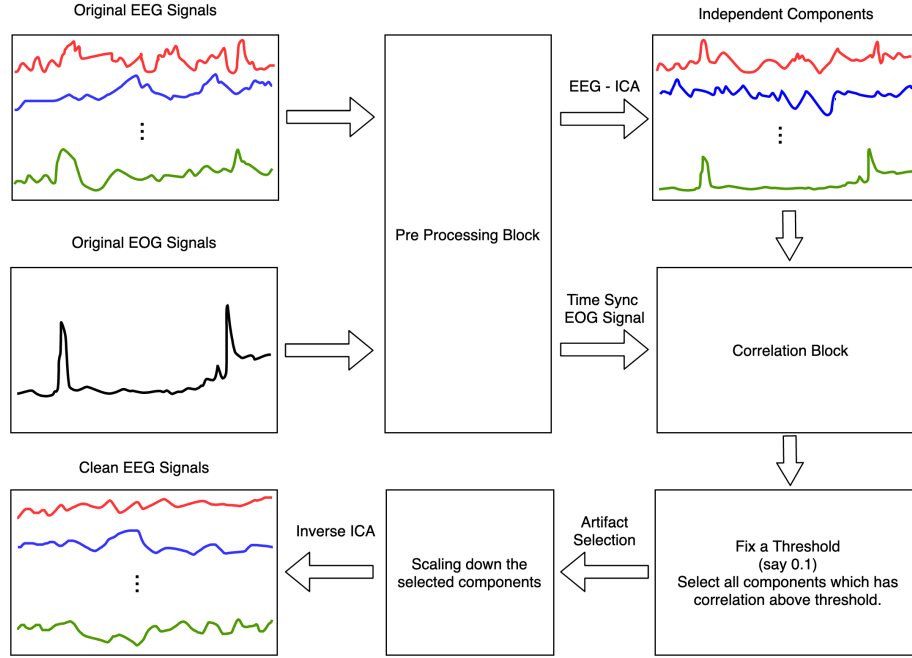 Original EEG Signals
Independent Components
EEG - ICA
Pre Processing Block
Original EOG Signals
Time Sync
EOG Signal
Correlation Block
Clean EEG Signals
Inverse ICA
Scaling down the
selected components
Artifact
Selection
Fix a Threshold
(say 0.1)
Select all components which has
correlation above threshold.